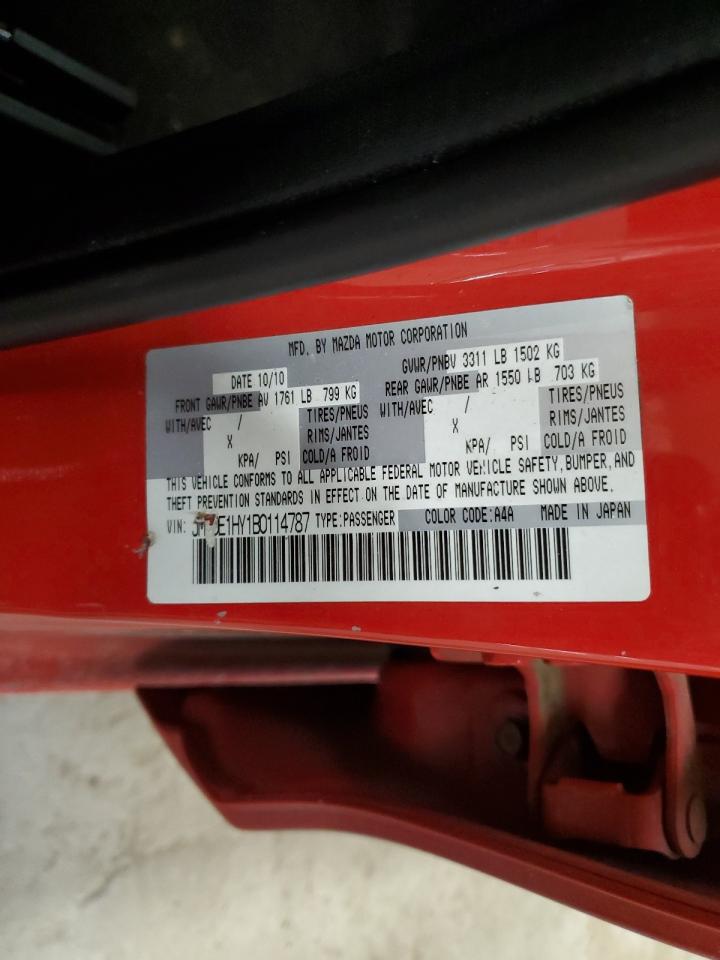 MFD. BY MAZDA MOTOR CORPORATION
DATE 10/10
GVWR/PNBV 3311 LB 1502 KG
FRONT GAWR/PNBE AV 1761 LB 799 KG
REAR GAWR/PNBE AR 1550 LB 703 KG
WITH/AVEC / TIRES/PNEUS WITH/AVEC / TIRES/PNEUS
X RIMS/JANTES X RIMS/JANTES
KPA/ PSI COLD/A FROID KPA/ PSI COLD/A FROID
THIS VEHICLE CONFORMS TO ALL APPLICABLE FEDERAL MOTOR VEHICLE SAFETY, BUMPER, AND
THEFT PREVENTION STANDARDS IN EFFECT ON THE DATE OF MANUFACTURE SHOWN ABOVE.
VIN: TYPE:PASSENGER COLOR CODE:A4A MADE IN JAPAN